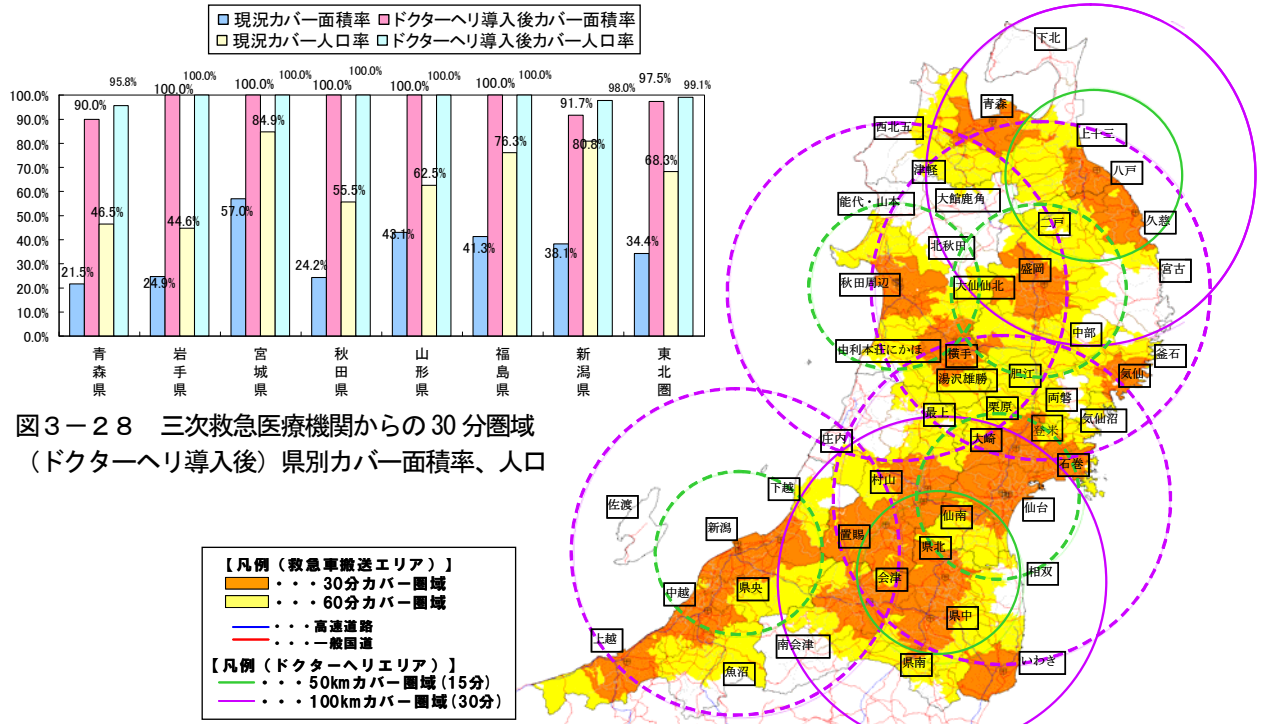 現況カバー面積率 ドクターヘリ導入後カバー面積率
現況カバー人口率 ドクターヘリ導入後カバー人口率
95.8% 100.0% 100.0% 100.0% 100.0% 100.0% 100.0% 100.0% 100.0% 100.0% 100.0% 98.0% 97.5% 99.1%
100.0%
90.0%
80.0%
70.0%
60.0%
50.0%
40.0%
30.0%
20.0%
10.0%
0.0%
21.5% 90.0% 46.5%
24.9% 44.6%
57.0% 84.9%
24.2% 55.5%
43.1% 62.5%
41.3% 76.3%
38.1% 91.7% 80.8%
34.4% 68.3%
青森県
岩手県
宮城県
秋田県
山形県
福島県
新潟県
東北圏
図3-28 三次救急医療機関からの30分圏域
(ドクターヘリ導入後)県別カバー面積率、人口
【凡例(救急車搬送エリア)】
・・・30分カバー圏域
・・・60分カバー圏域
・・・高速道路
・・・一般国道
【凡例(ドクターヘリエリア)】
・・・50kmカバー圏域(15分)
・・・100kmカバー圏域(30分)
下北
青森
西北五
上十三
津軽
八戸
能代・山本
大館鹿角
二戸
久慈
北秋田
盛岡
宮古
秋田周辺
大仙仙北
中部
由利本荘にかほ
横手
釜石
湯沢雄勝
胆江
気仙
最上
栗原
両磐
気仙沼
庄内
大崎
登米
石巻
下越
村山
佐渡
仙南
仙台
新潟
置賜
県北
相双
中越
県央
会津
県中
上越
南会津
県南
いわき
魚沼